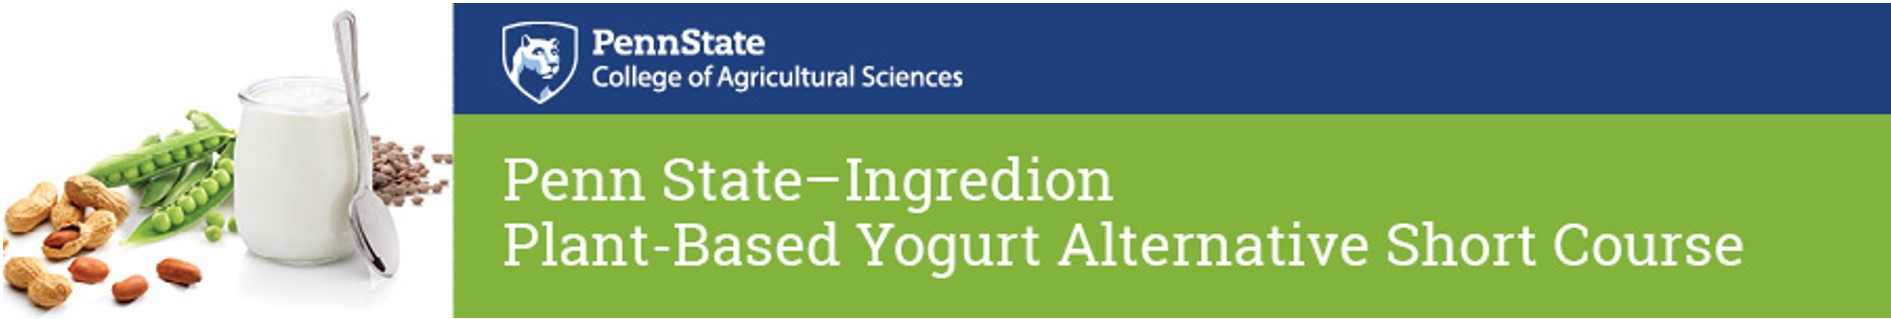 PennState
College of Agricultural Sciences
Penn State–Ingredion
Plant-Based Yogurt Alternative Short Course